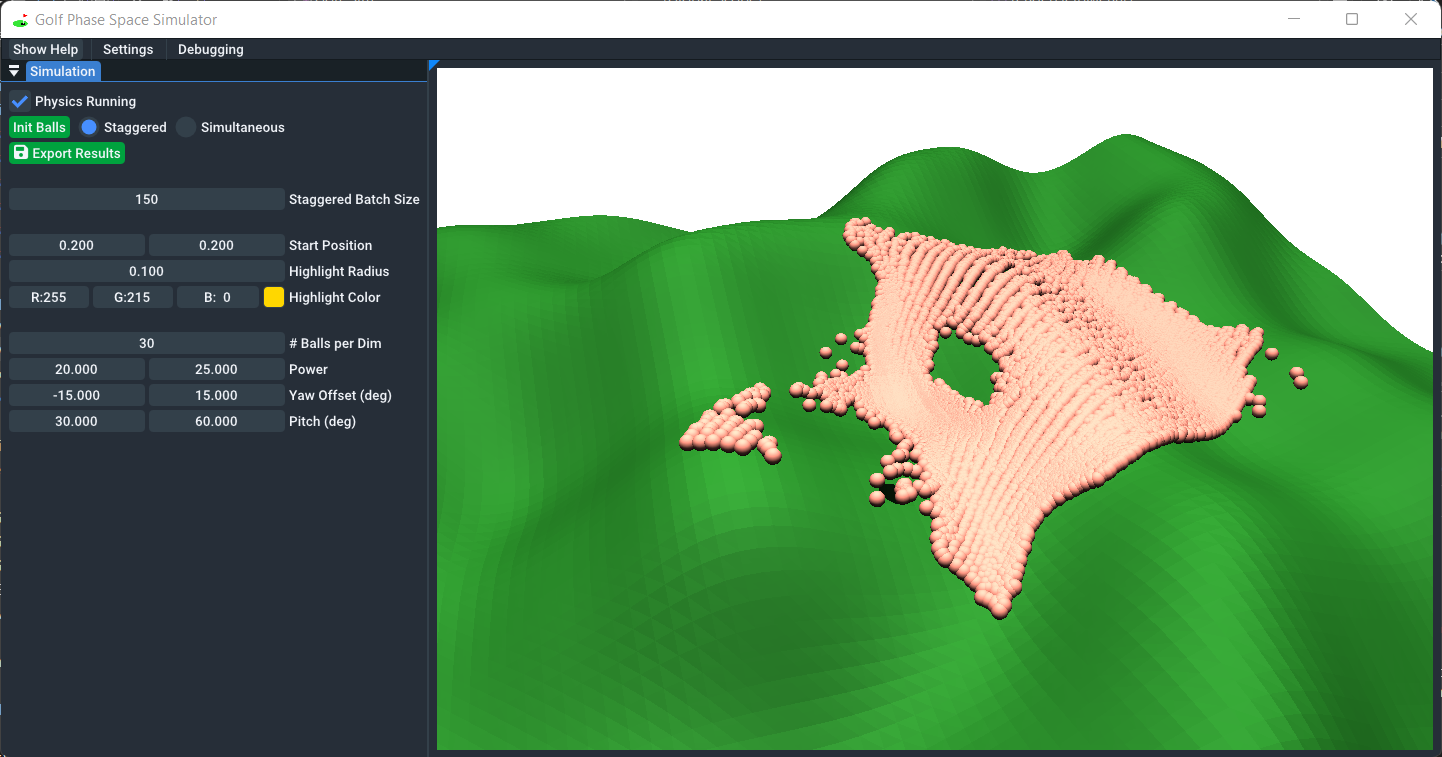 Golf Phase Space Simulator
Show Help Settings Debugging
Simulation
Physics Running
Init Balls Staggered Simultaneous
Export Results
150 Staggered Batch Size
0.200 0.200 Start Position
0.100 Highlight Radius
R:255 G:215 B: 0 Highlight Color
30 # Balls per Dim
20.000 25.000 Power
-15.000 15.000 Yaw Offset (deg)
30.000 60.000 Pitch (deg)